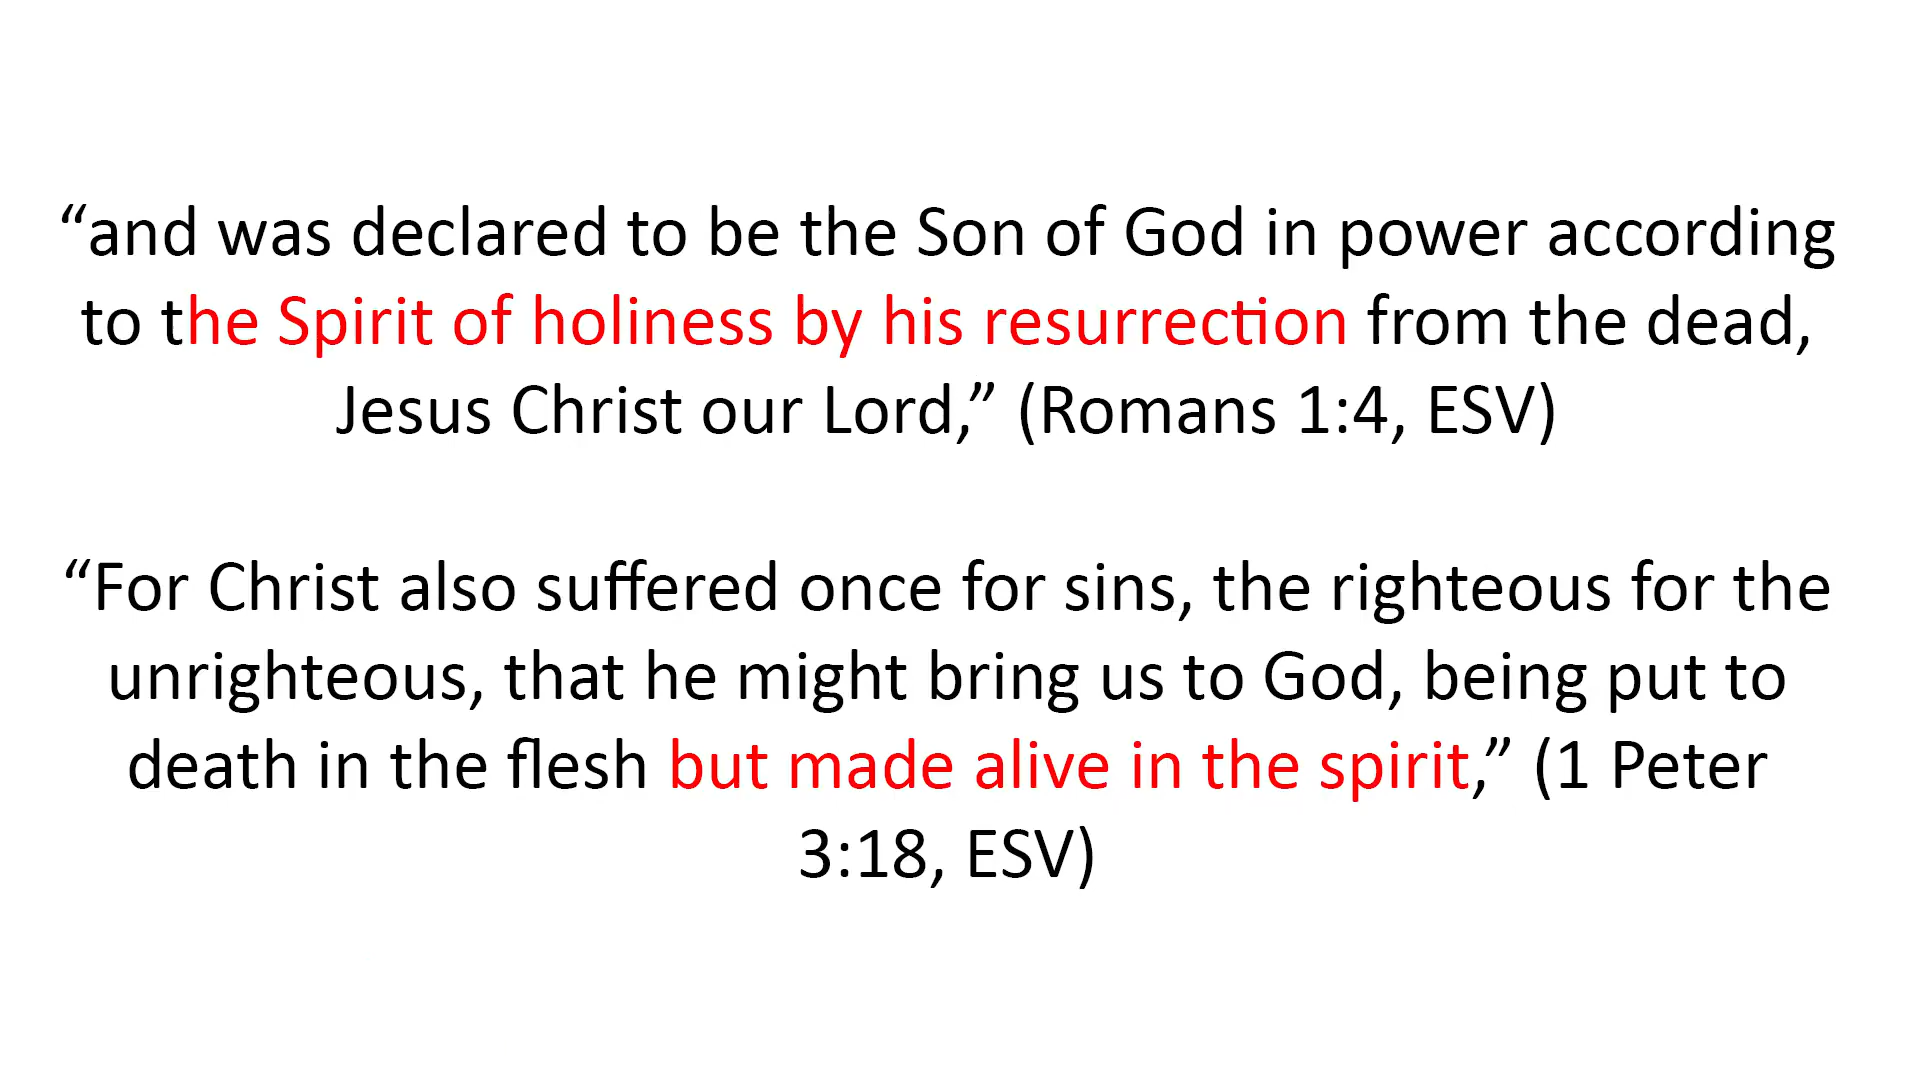 “and was declared to be the Son of God in power according
to the Spirit of holiness by his resurrection from the dead,
Jesus Christ our Lord,” (Romans 1:4, ESV)
“For Christ also suffered once for sins, the righteous for the
unrighteous, that he might bring us to God, being put to
death in the flesh but made alive in the spirit,” (1 Peter
3:18, ESV)